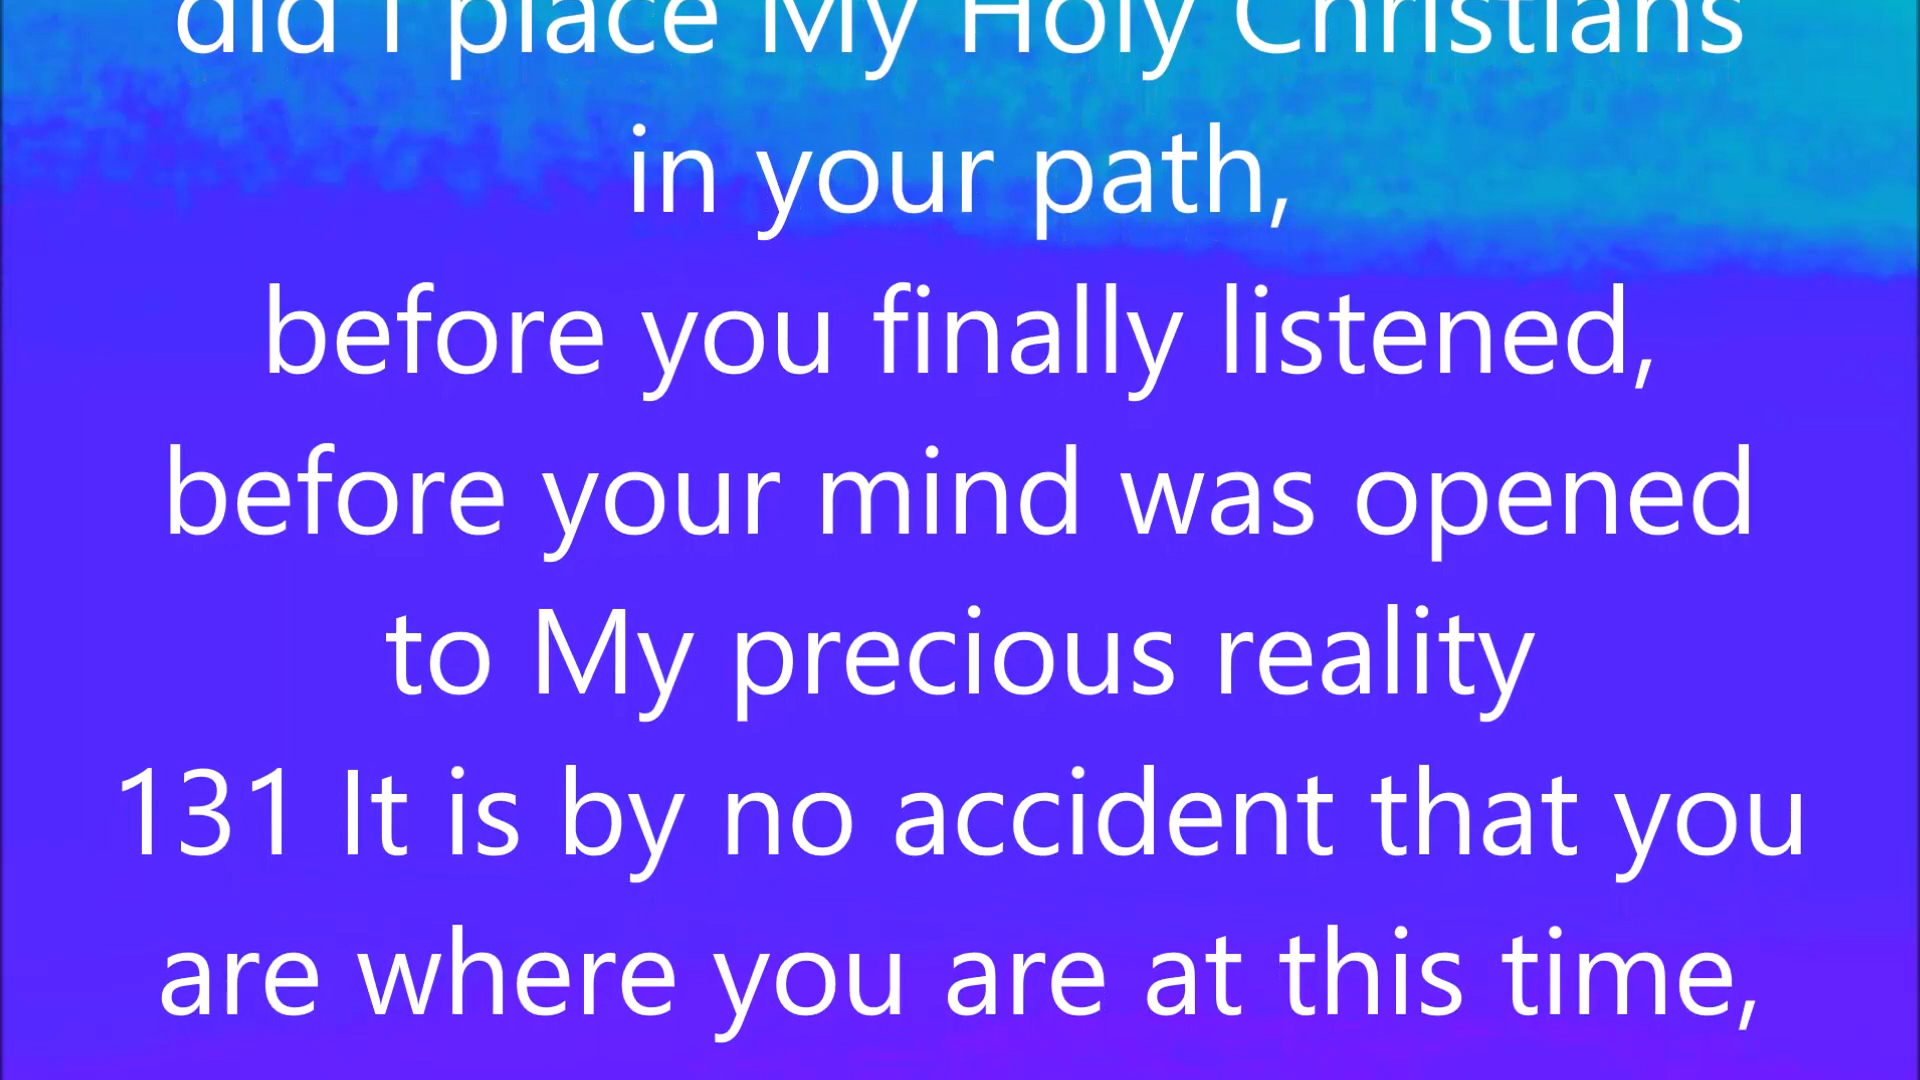 did I place My Holy Christians
in your path,
before you finally listened,
before your mind was opened
to My precious reality
131 It is by no accident that you
are where you are at this time,